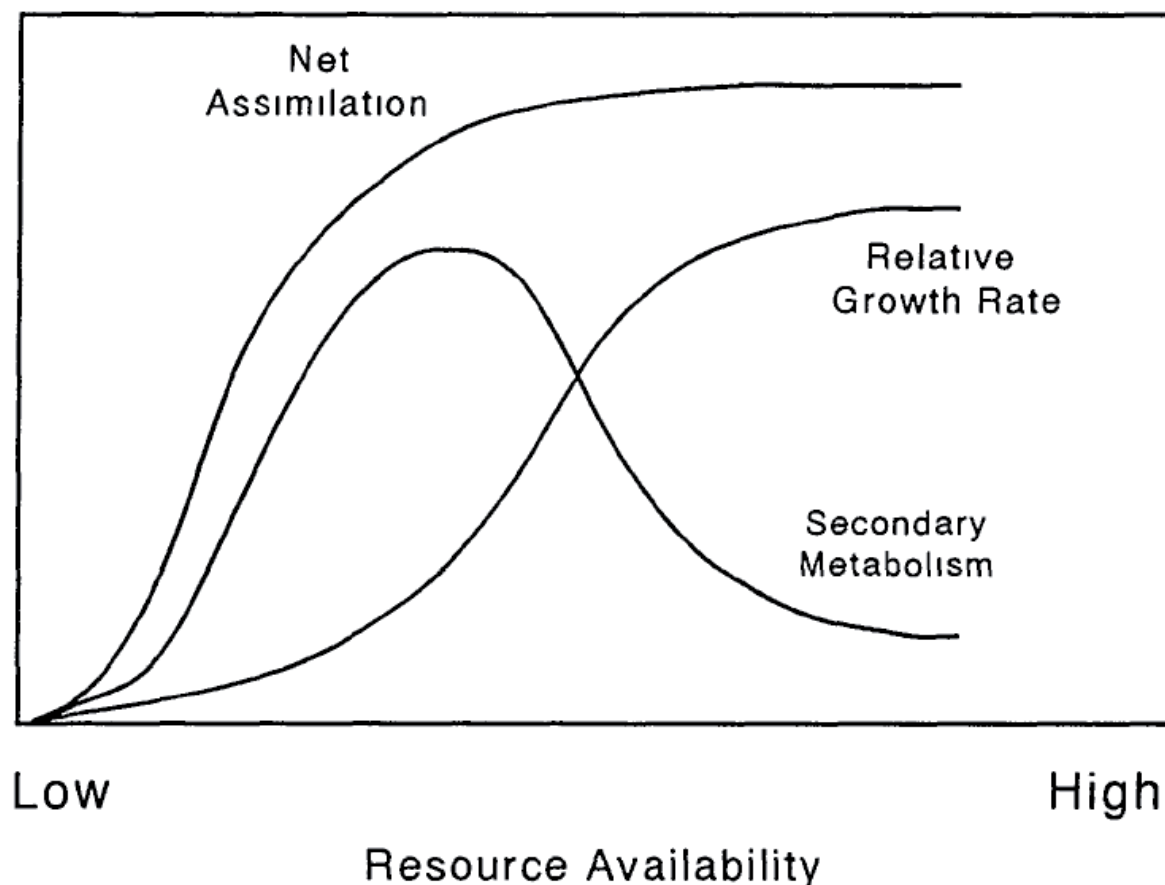 Net
Assimilation
Relative
Growth Rate
Secondary
Metabolism
Low
High
Resource Availability